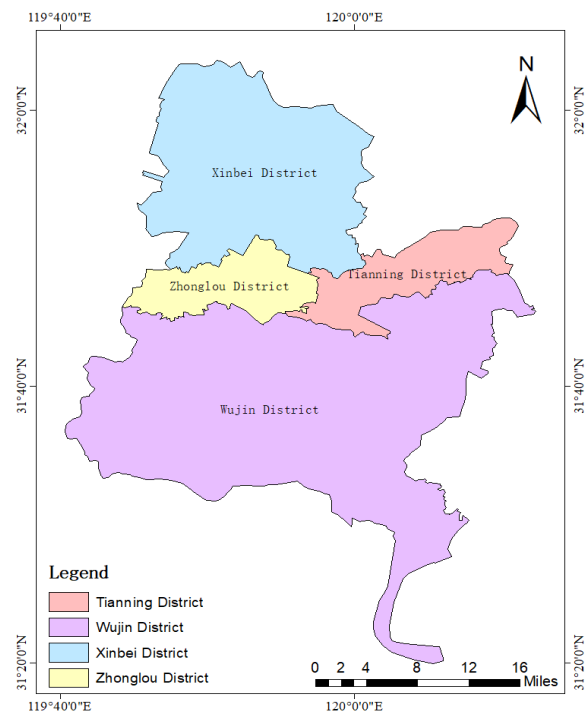 119°40'0"E 120°0'0"E
N
32°0'0"N 32°0'0"N
Xinbei District
Tianning District
Zhonglou District
31°40'0"N 31°40'0"N
Wujin District
Legend
Tianning District
Wujin District
Xinbei District
Zhonglou District
31°20'0"N 31°20'0"N
0 2 4 8 12 16
Miles
119°40'0"E 120°0'0"E